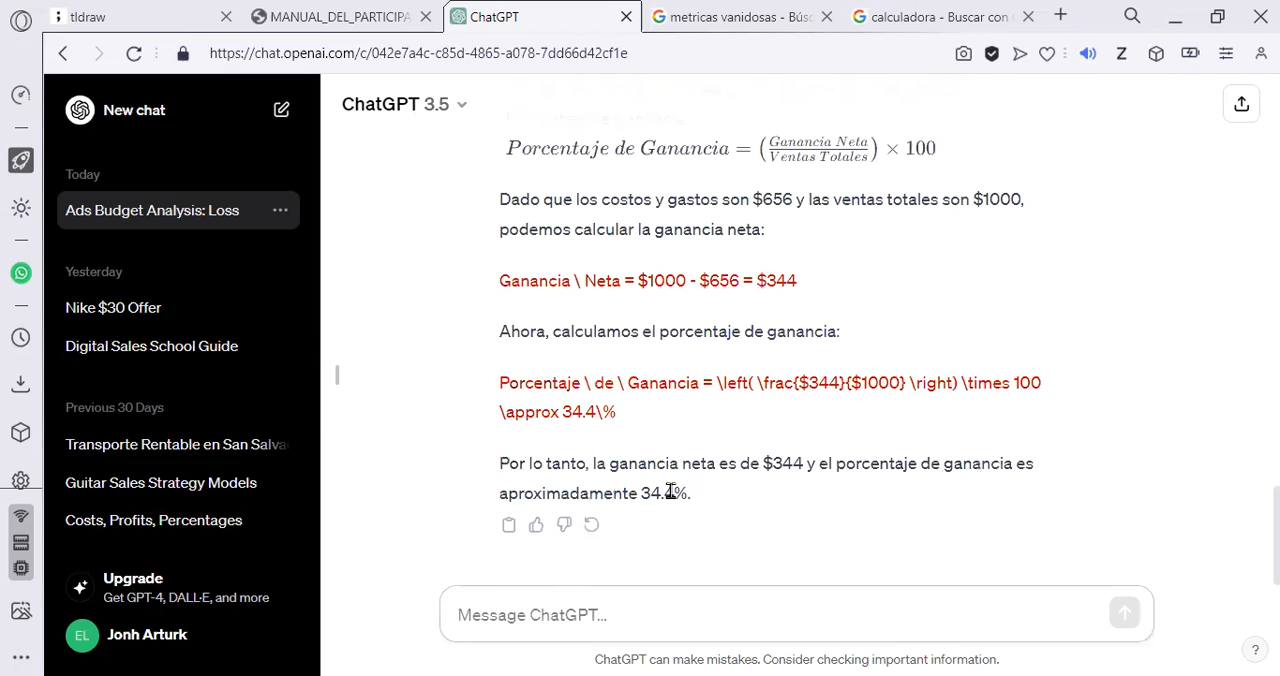 tldraw
MANUAL_DEL_PARTICIPA
ChatGPT
metricas vanidosas - Bús
calculadora - Buscar con
https://chat.openai.com/c/042e7a4c-c85d-4865-a078-7dd66d42cf1e
Z
New chat
Today
Ads Budget Analysis: Loss
Yesterday
Nike $30 Offer
Digital Sales School Guide
Previous 30 Days
Transporte Rentable en San Salva
Guitar Sales Strategy Models
Costs, Profits, Percentages
Upgrade
Get GPT-4, DALL·E, and more
EL
Jonh Arturk
ChatGPT 3.5
Porcentaje de Ganancia = (Ganancia Neta / Ventas Totales) × 100
Dado que los costos y gastos son $656 y las ventas totales son $1000,
podemos calcular la ganancia neta:
Ganancia \ Neta = $1000 - $656 = $344
Ahora, calculamos el porcentaje de ganancia:
Porcentaje \ de \ Ganancia = \left( \frac{$344}{$1000} \right) \times 100
\approx 34.4\%
Por lo tanto, la ganancia neta es de $344 y el porcentaje de ganancia es
aproximadamente 34.4%.
Message ChatGPT...
ChatGPT can make mistakes. Consider checking important information.
?